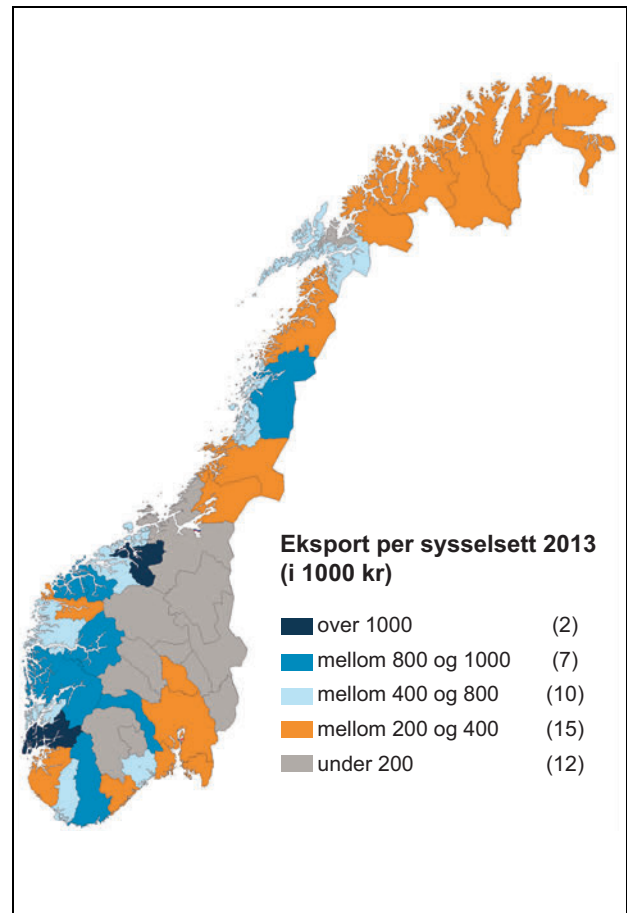 Eksport per sysselsett 2013
(i 1000 kr)
over 1000 (2)
mellom 800 og 1000 (7)
mellom 400 og 800 (10)
mellom 200 og 400 (15)
under 200 (12)